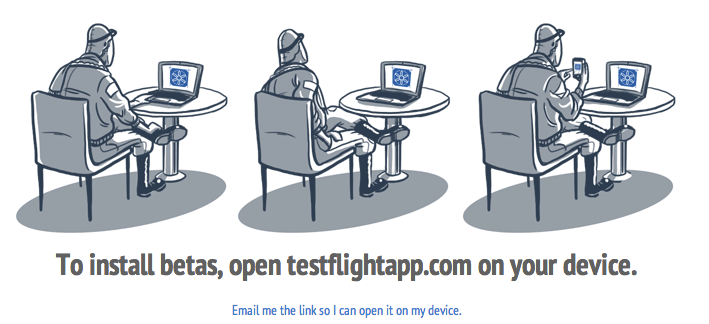 To install betas, open testflightapp.com on your device.
Email me the link so I can open it on my device.